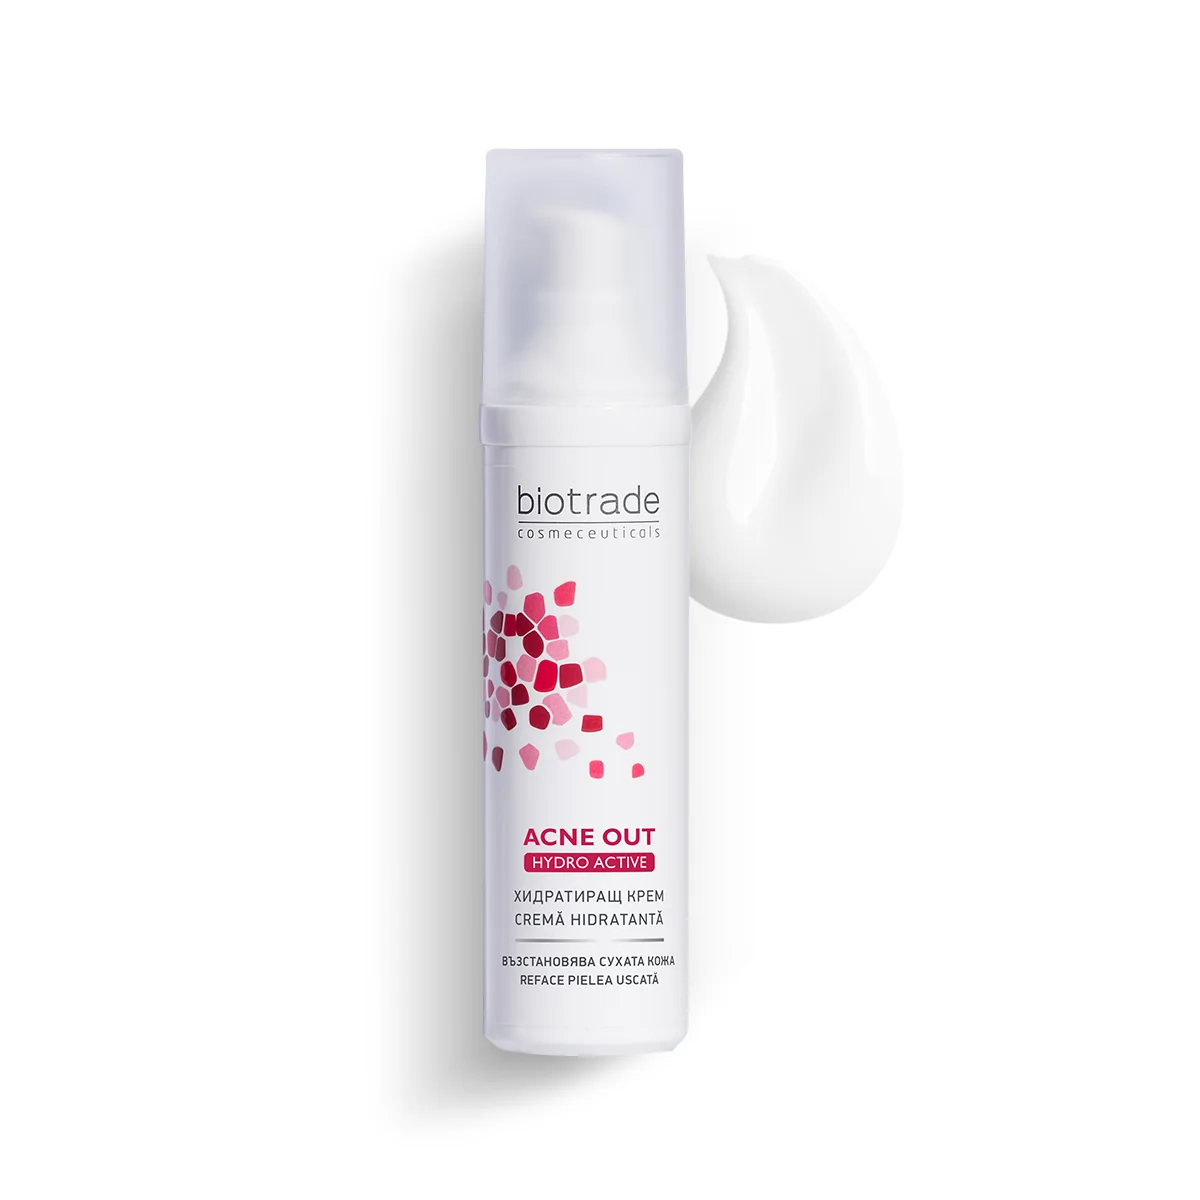 biotrade
cosmeceuticals
ACNE OUT
HYDRO ACTIVE
ХИДРАТИРАЩ КРЕМ
CREMĂ HIDRATANTĂ
ВЪЗСТАНОВЯВА СУХАТА КОЖА
REFACE PIELEA USCATĂ